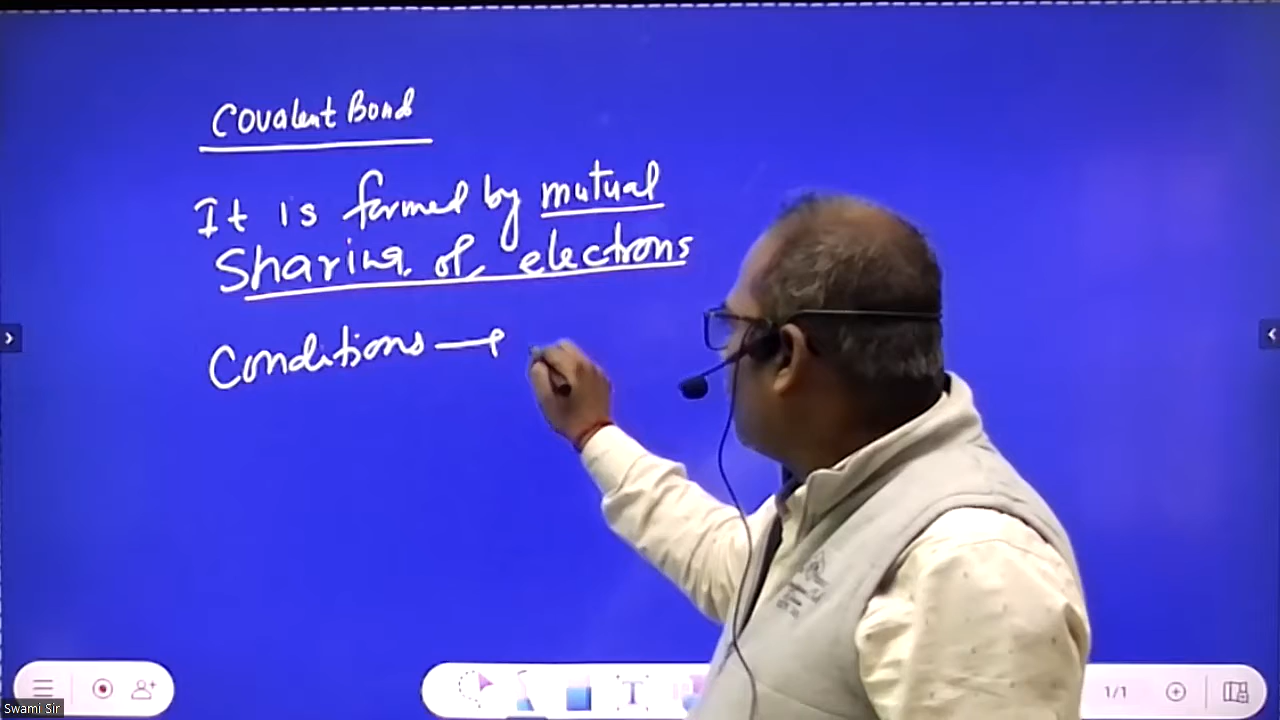 Covalent Bond
It is formed by mutual
Sharing of electrons
Conditions →
1/1
Swami Sir